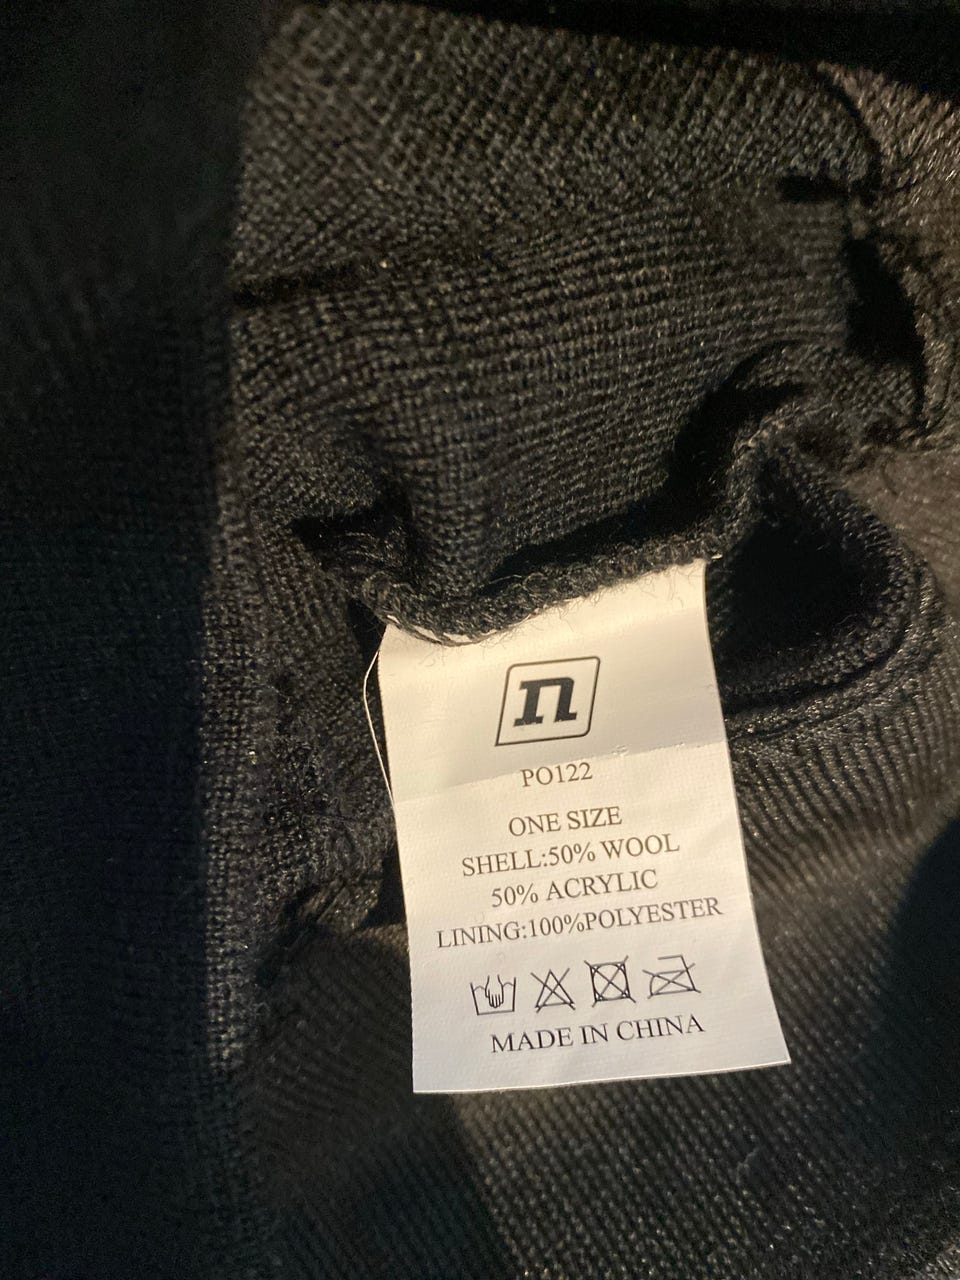 n
PO122
ONE SIZE
SHELL:50% WOOL
50% ACRYLIC
LINING:100%POLYESTER
MADE IN CHINA